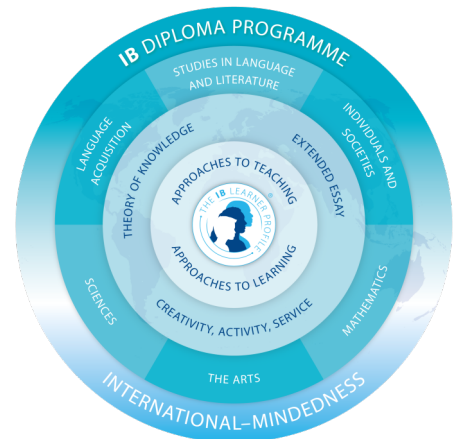 IB DIPLOMA PROGRAMME
STUDIES IN LANGUAGE
AND LITERATURE
LANGUAGE
ACQUISITION
INDIVIDUALS AND
SOCIETIES
THEORY OF KNOWLEDGE
EXTENDED ESSAY
APPROACHES TO TEACHING
THE IB LEARNER PROFILE
APPROACHES TO LEARNING
CREATIVITY, ACTIVITY, SERVICE
SCIENCES
MATHEMATICS
THE ARTS
INTERNATIONAL–MINDEDNESS